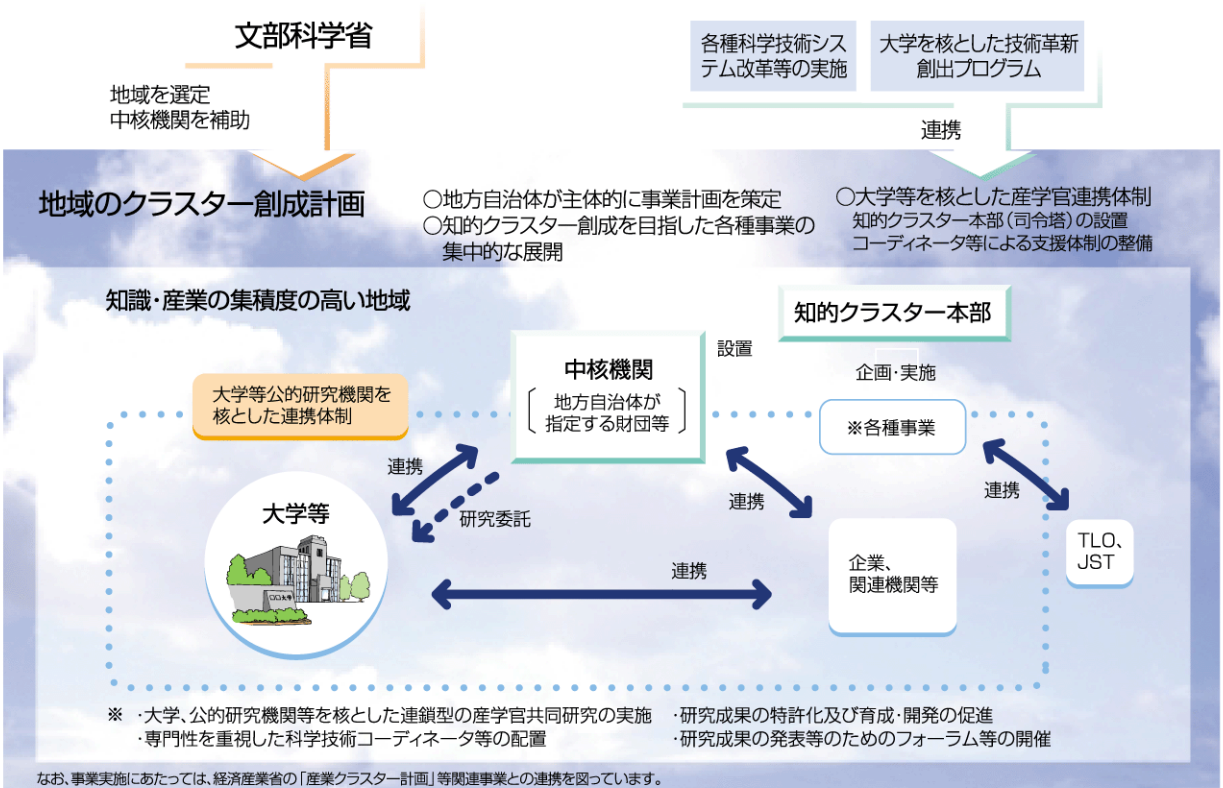 文部科学省
地域を選定
中核機関を補助
各種科学技術シス
テム改革等の実施
大学を核とした技術革新
創出プログラム
連携
地域のクラスター創成計画
○地方自治体が主体的に事業計画を策定
○知的クラスター創成を目指した各種事業の
集中的な展開
○大学等を核とした産学官連携体制
知的クラスター本部(司令塔)の設置
コーディネータ等による支援体制の整備
知識・産業の集積度の高い地域
知的クラスター本部
設置
中核機関
地方自治体が
指定する財団等
企画・実施
大学等公的研究機関を
核とした連携体制
※各種事業
連携
研究委託
連携
連携
大学等
大学
連携
企業、
関連機関等
TLO、
JST
※ ・大学、公的研究機関等を核とした連鎖型の産学官共同研究の実施
・専門性を重視した科学技術コーディネータ等の配置
・研究成果の特許化及び育成・開発の促進
・研究成果の発表等のためのフォーラム等の開催
なお、事業実施にあたっては、経済産業省の「産業クラスター計画」等関連事業との連携を図っています。